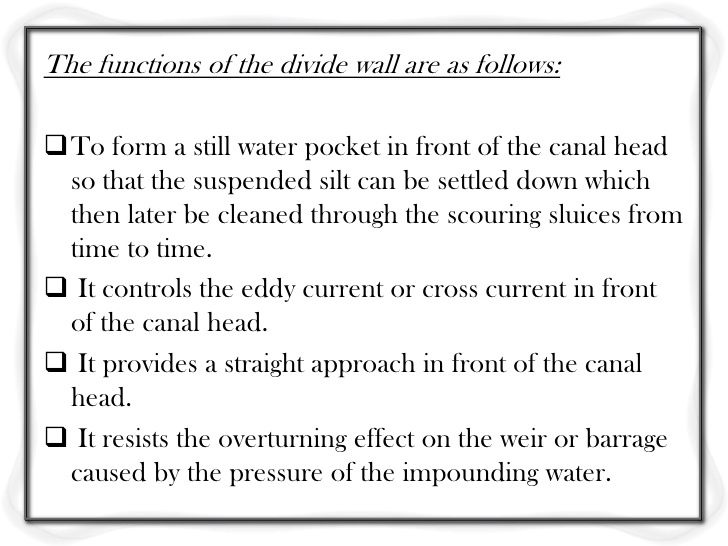 The functions of the divide wall are as follows:
❑To form a still water pocket in front of the canal head
so that the suspended silt can be settled down which
then later be cleaned through the scouring sluices from
time to time.
❑ It controls the eddy current or cross current in front
of the canal head.
❑ It provides a straight approach in front of the canal
head.
❑ It resists the overturning effect on the weir or barrage
caused by the pressure of the impounding water.